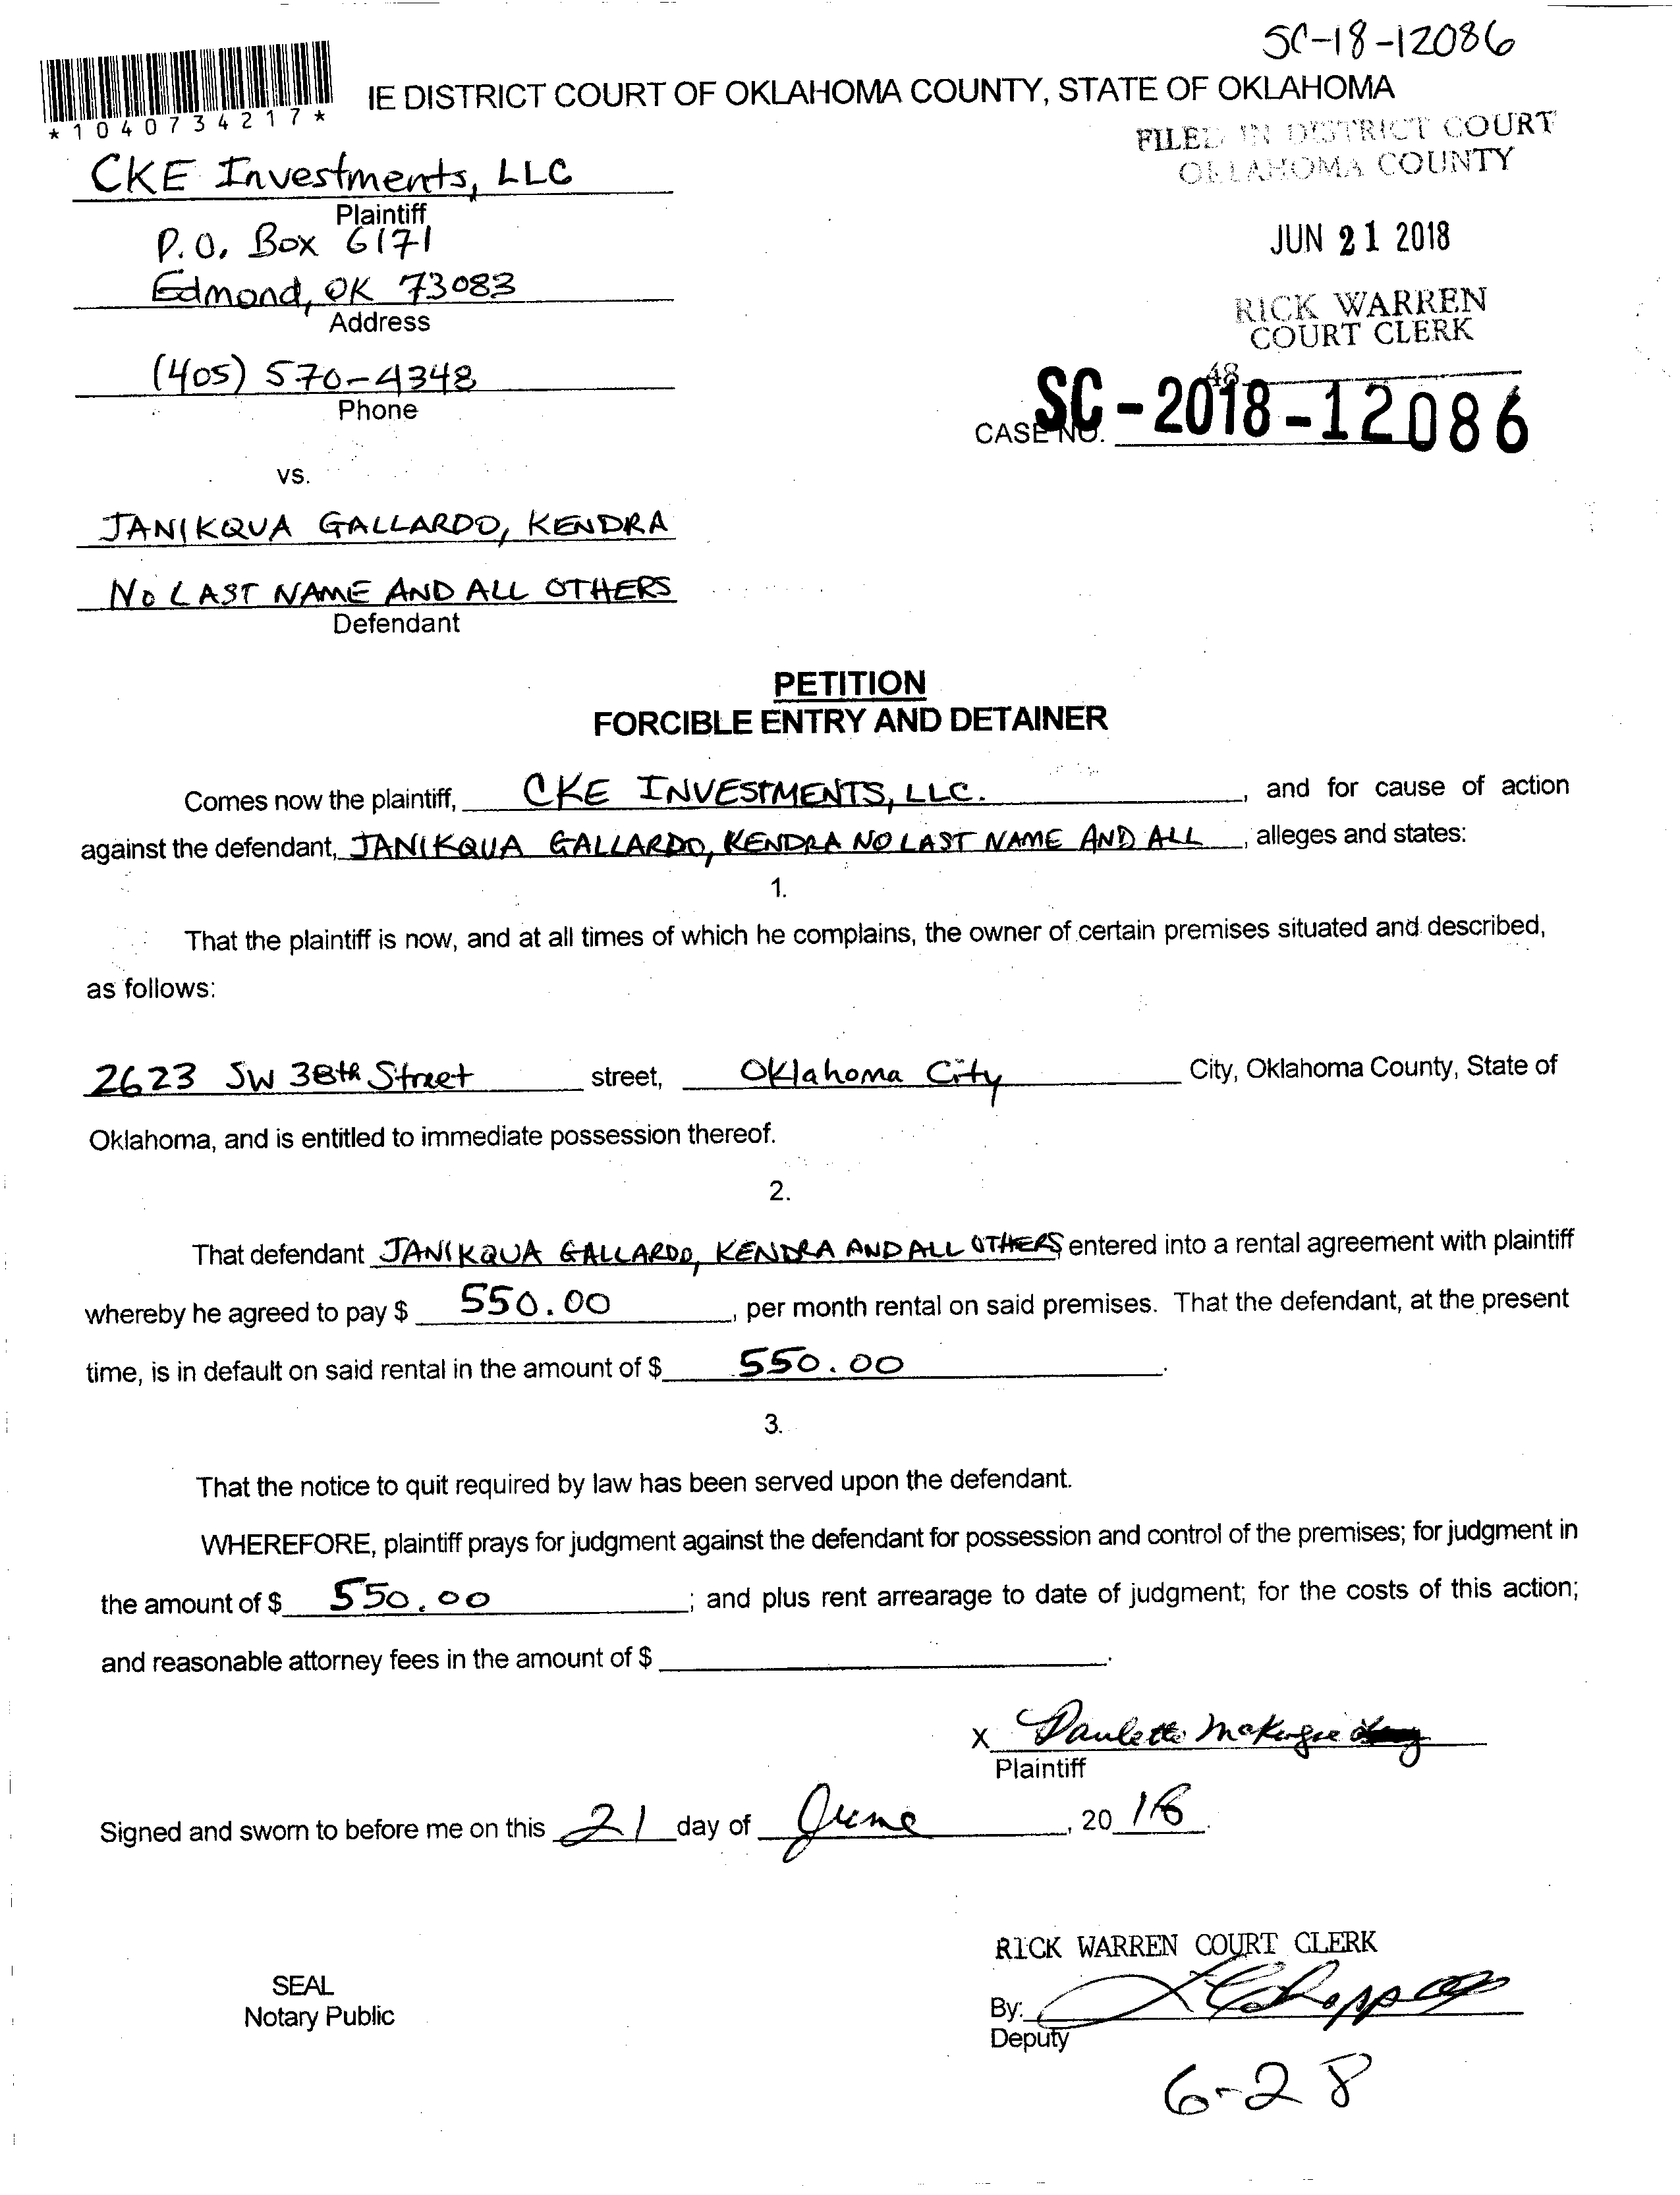 SC-18-12086
IE DISTRICT COURT OF OKLAHOMA COUNTY, STATE OF OKLAHOMA
*1040734217*
FILED IN DISTRICT COURT
OKLAHOMA COUNTY
CKE Investments, LLC
Plaintiff
P.O. Box 6171
JUN 21 2018
Edmond, OK 73083
Address
RICK WARREN
COURT CLERK
(405) 570-4348
Phone
48
CASE NO. SC-2018-12086
vs.
JANIKQUA GALLARDO, KENDRA
NO LAST NAME AND ALL OTHERS
Defendant
PETITION
FORCIBLE ENTRY AND DETAINER
Comes now the plaintiff, CKE INVESTMENTS, LLC. , and for cause of action
against the defendant, JANIKQUA GALLARDO, KENDRA NO LAST NAME AND ALL , alleges and states:
1.
That the plaintiff is now, and at all times of which he complains, the owner of certain premises situated and described,
as follows:
2623 SW 38th Street street, Oklahoma City City, Oklahoma County, State of
Oklahoma, and is entitled to immediate possession thereof.
2.
That defendant JANIKQUA GALLARDO, KENDRA AND ALL OTHERS entered into a rental agreement with plaintiff
whereby he agreed to pay $ 550.00 , per month rental on said premises. That the defendant, at the present
time, is in default on said rental in the amount of $ 550.00 .
3.
That the notice to quit required by law has been served upon the defendant.
WHEREFORE, plaintiff prays for judgment against the defendant for possession and control of the premises; for judgment in
the amount of $ 550.00 ; and plus rent arrearage to date of judgment; for the costs of this action;
and reasonable attorney fees in the amount of $ .
X Paulette
Plaintiff
Signed and sworn to before me on this 21 day of June , 20 18 .
RICK WARREN COURT CLERK
SEAL
Notary Public
By:
Deputy
6-28